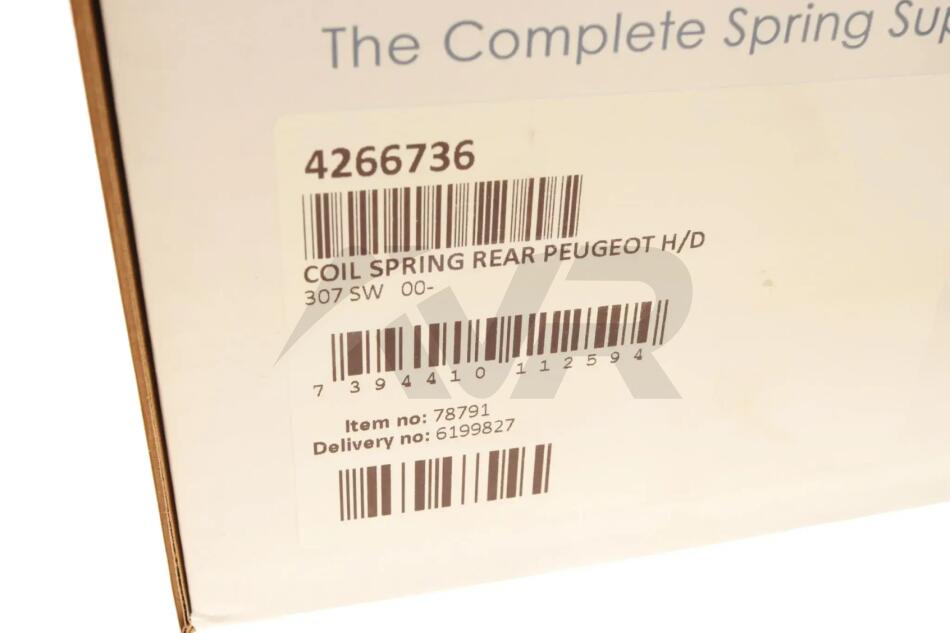 The Complete Spring
4266736
COIL SPRING REAR PEUGEOT H/D
307 SW 00-
7 394410 112594
Item no: 78791
Delivery no: 6199827